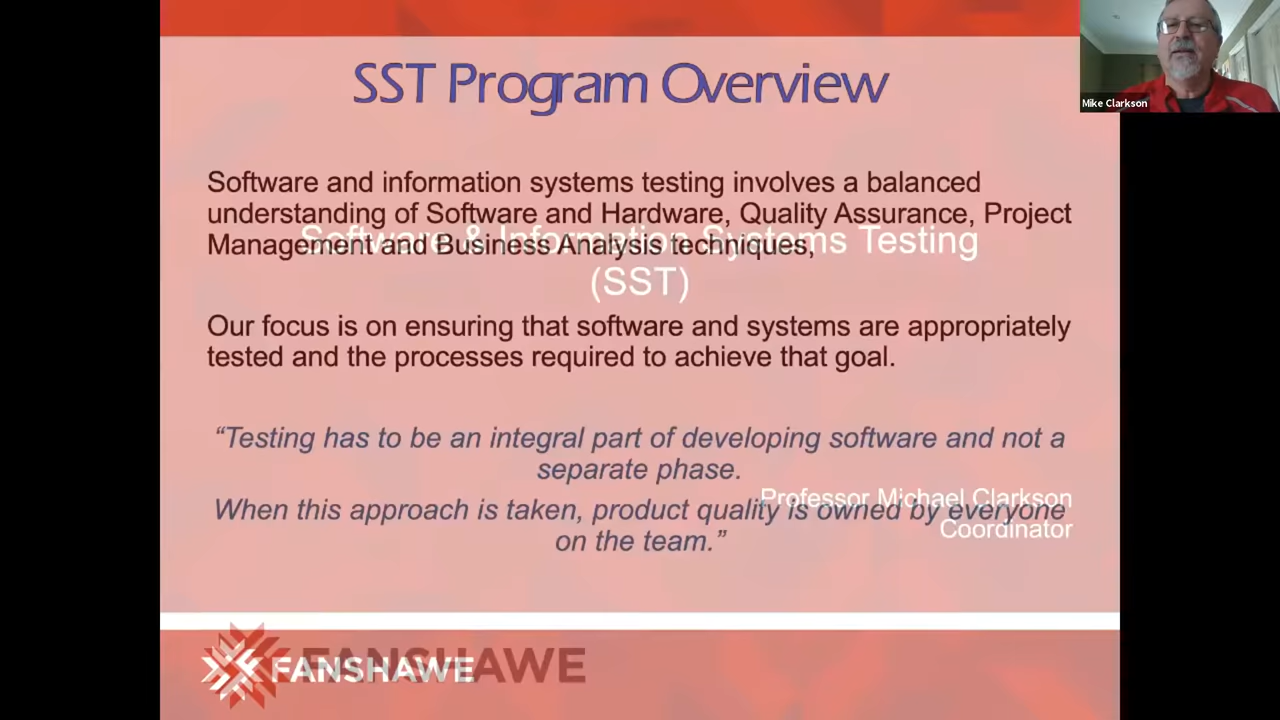 SST Program Overview
Mike Clarkson
Software and information systems testing involves a balanced
understanding of Software and Hardware, Quality Assurance, Project
Management and Business Analysis techniques,
Software & Information Systems Testing
(SST)
Our focus is on ensuring that software and systems are appropriately
tested and the processes required to achieve that goal.
“Testing has to be an integral part of developing software and not a
separate phase.
When this approach is taken, product quality is owned by everyone
on the team.”
Professor Michael Clarkson
Coordinator
FANSHAWE
FANSHAWE